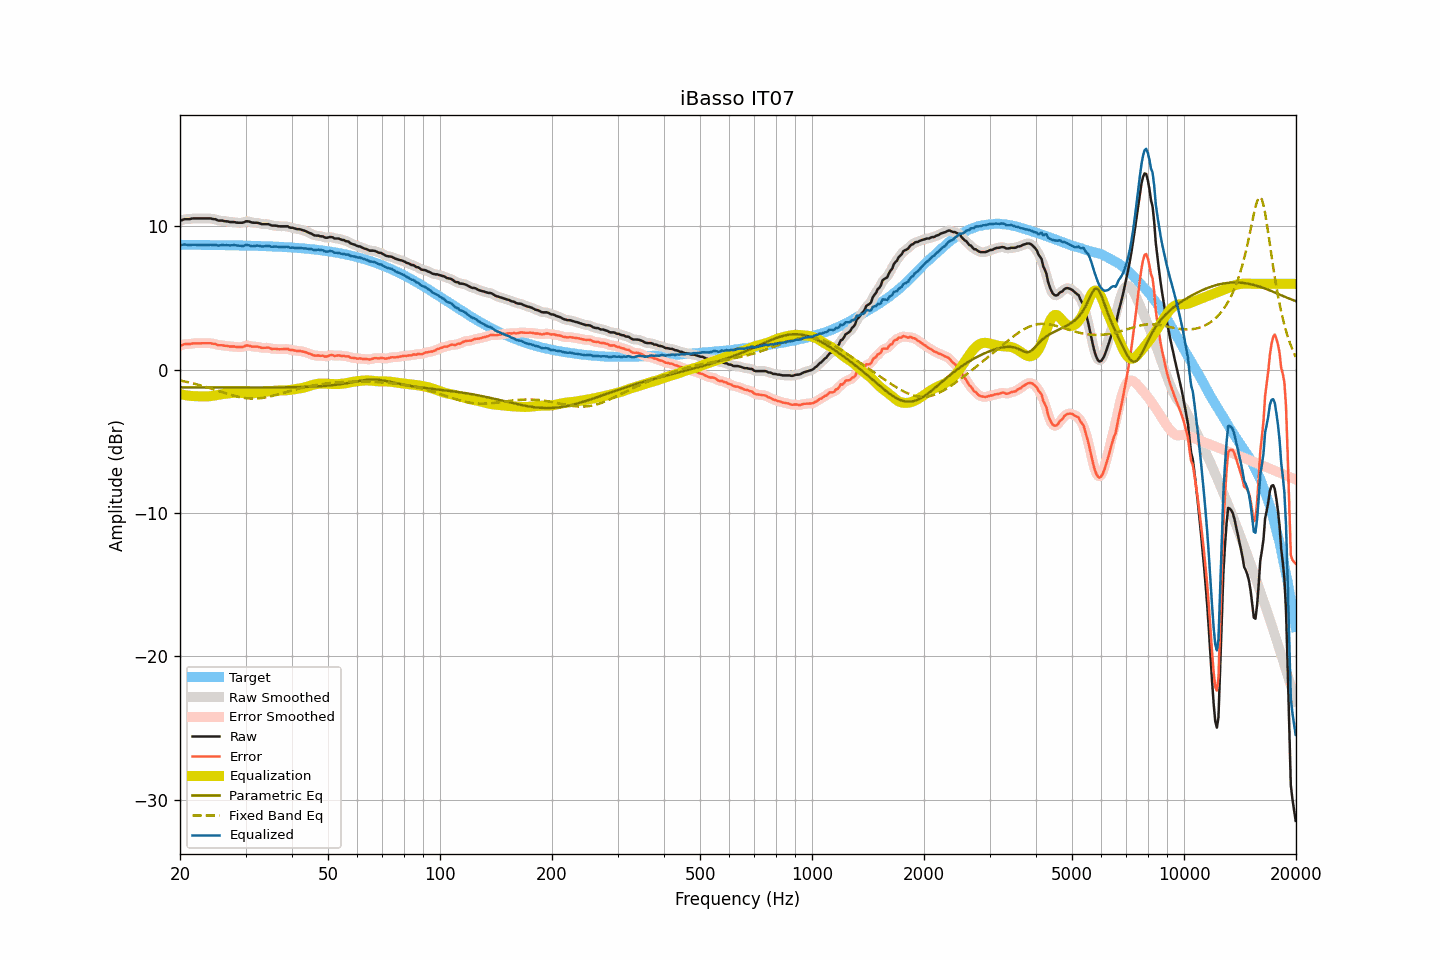 iBasso IT07
Amplitude (dBr)
10
0
−10
−20
−30
Target
Raw Smoothed
Error Smoothed
Raw
Error
Equalization
Parametric Eq
Fixed Band Eq
Equalized
20 50 100 200 500 1000 2000 5000 10000 20000
Frequency (Hz)